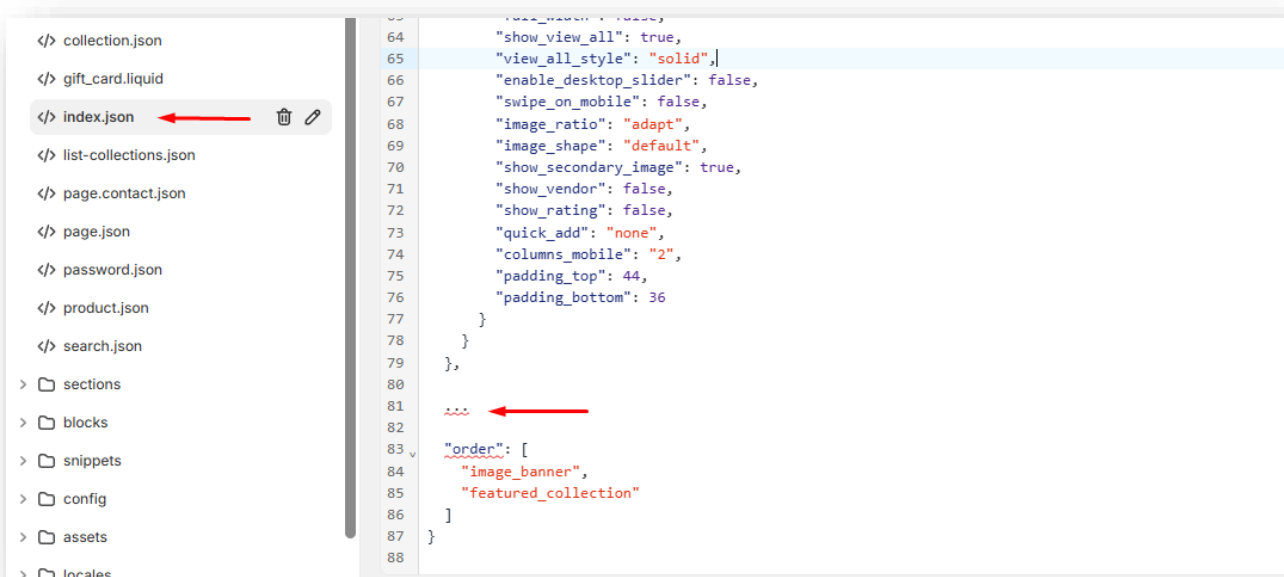 collection.json
gift_card.liquid
index.json
list-collections.json
page.contact.json
page.json
password.json
product.json
search.json
sections
blocks
snippets
config
assets
locales
63 "full_width": false,
64 "show_view_all": true,
65 "view_all_style": "solid",
66 "enable_desktop_slider": false,
67 "swipe_on_mobile": false,
68 "image_ratio": "adapt",
69 "image_shape": "default",
70 "show_secondary_image": true,
71 "show_vendor": false,
72 "show_rating": false,
73 "quick_add": "none",
74 "columns_mobile": "2",
75 "padding_top": 44,
76 "padding_bottom": 36
77 }
78 }
79 },
80
81 ...
82
83 "order": [
84 "image_banner",
85 "featured_collection"
86 ]
87 }
88